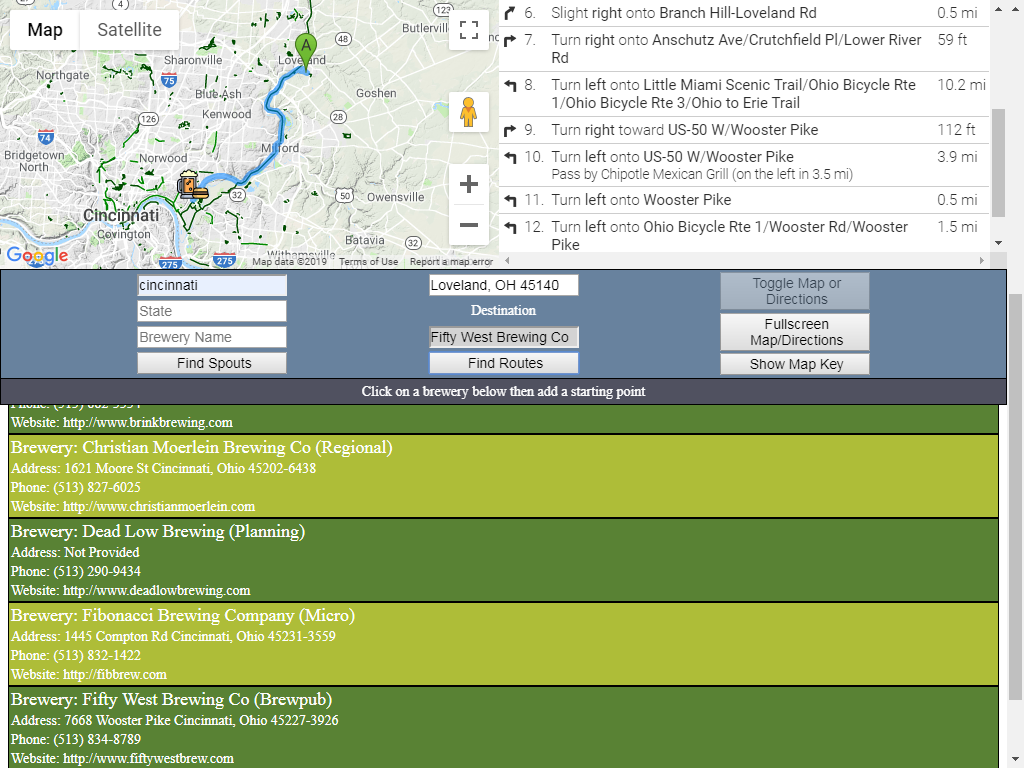 Map Satellite
123
Butlerville
48
Sharonville
Loveland
Northgate
75
Blue Ash
Goshen
Kenwood
126
28
74
Bridgetown North
Norwood
Milford
32
50
Owensville
Cincinnati
Covington
Batavia
32
Withamsville
275
275
Google
Map data ©2019 Terms of Use Report a map error
6. Slight right onto Branch Hill-Loveland Rd 0.5 mi
7. Turn right onto Anschutz Ave/Crutchfield Pl/Lower River 59 ft
Rd
8. Turn left onto Little Miami Scenic Trail/Ohio Bicycle Rte 10.2 mi
1/Ohio Bicycle Rte 3/Ohio to Erie Trail
9. Turn right toward US-50 W/Wooster Pike 112 ft
10. Turn left onto US-50 W/Wooster Pike 3.9 mi
Pass by Chipotle Mexican Grill (on the left in 3.5 mi)
11. Turn left onto Wooster Pike 0.5 mi
12. Turn left onto Ohio Bicycle Rte 1/Wooster Rd/Wooster 1.5 mi
Pike
cincinnati
State
Brewery Name
Find Spouts
Loveland, OH 45140
Destination
Fifty West Brewing Co
Find Routes
Toggle Map or
Directions
Fullscreen
Map/Directions
Show Map Key
Click on a brewery below then add a starting point
Website: http://www.brinkbrewing.com
Brewery: Christian Moerlein Brewing Co (Regional)
Address: 1621 Moore St Cincinnati, Ohio 45202-6438
Phone: (513) 827-6025
Website: http://www.christianmoerlein.com
Brewery: Dead Low Brewing (Planning)
Address: Not Provided
Phone: (513) 290-9434
Website: http://www.deadlowbrewing.com
Brewery: Fibonacci Brewing Company (Micro)
Address: 1445 Compton Rd Cincinnati, Ohio 45231-3559
Phone: (513) 832-1422
Website: http://fibbrew.com
Brewery: Fifty West Brewing Co (Brewpub)
Address: 7668 Wooster Pike Cincinnati, Ohio 45227-3926
Phone: (513) 834-8789
Website: http://www.fiftywestbrew.com